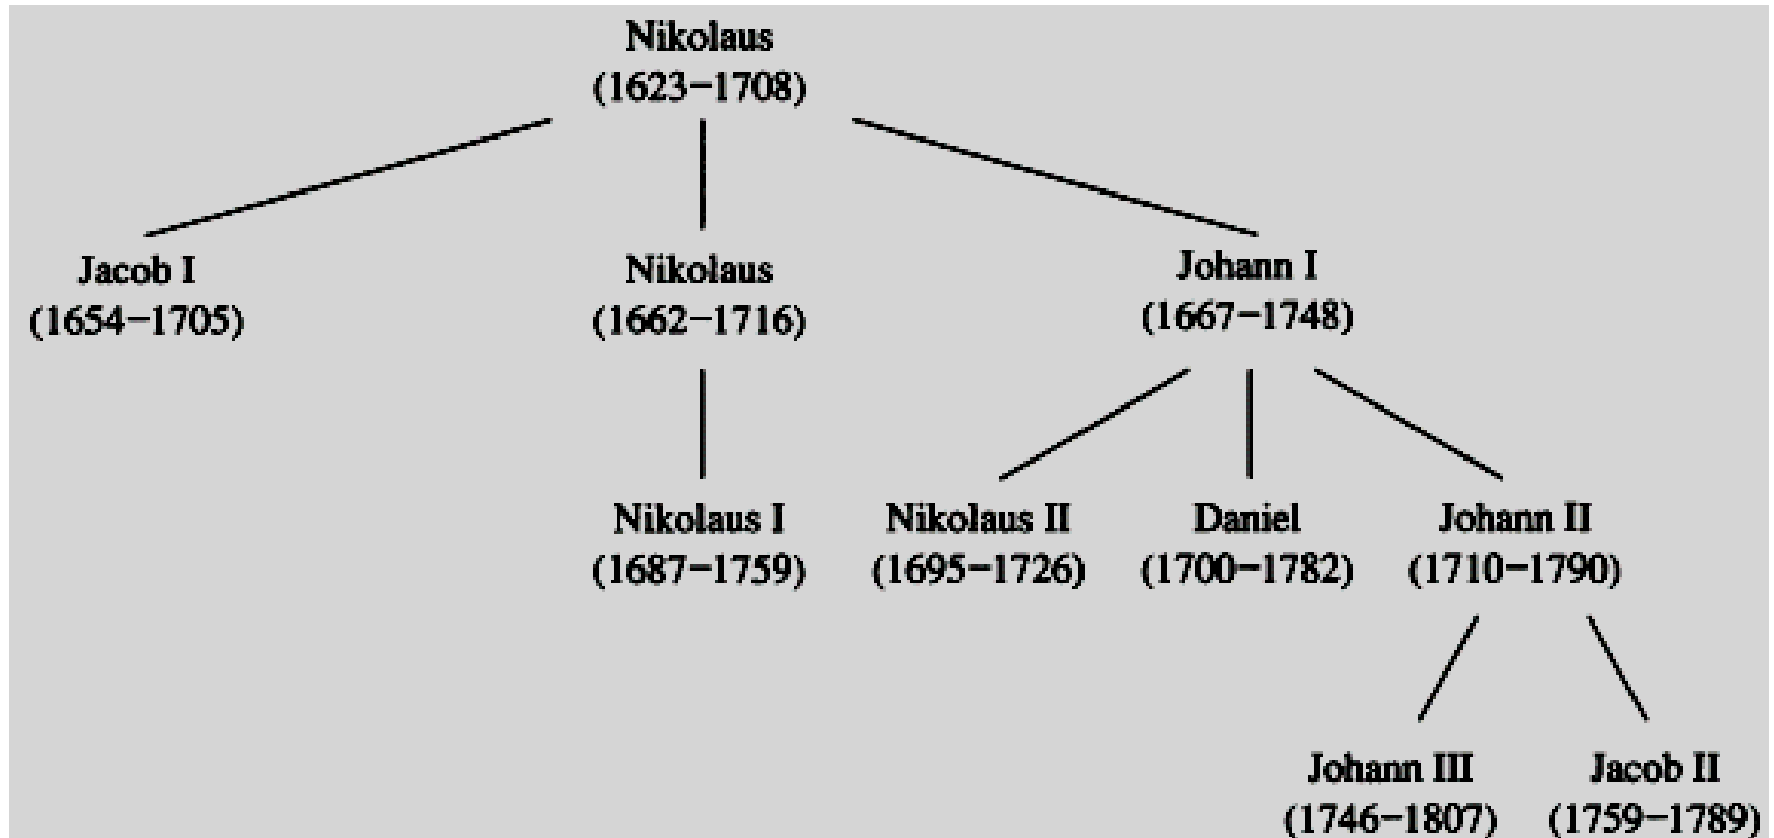 Nikolaus
(1623–1708)
Jacob I
(1654–1705)
Nikolaus
(1662–1716)
Johann I
(1667–1748)
Nikolaus I
(1687–1759)
Nikolaus II
(1695–1726)
Daniel
(1700–1782)
Johann II
(1710–1790)
Johann III
(1746–1807)
Jacob II
(1759–1789)